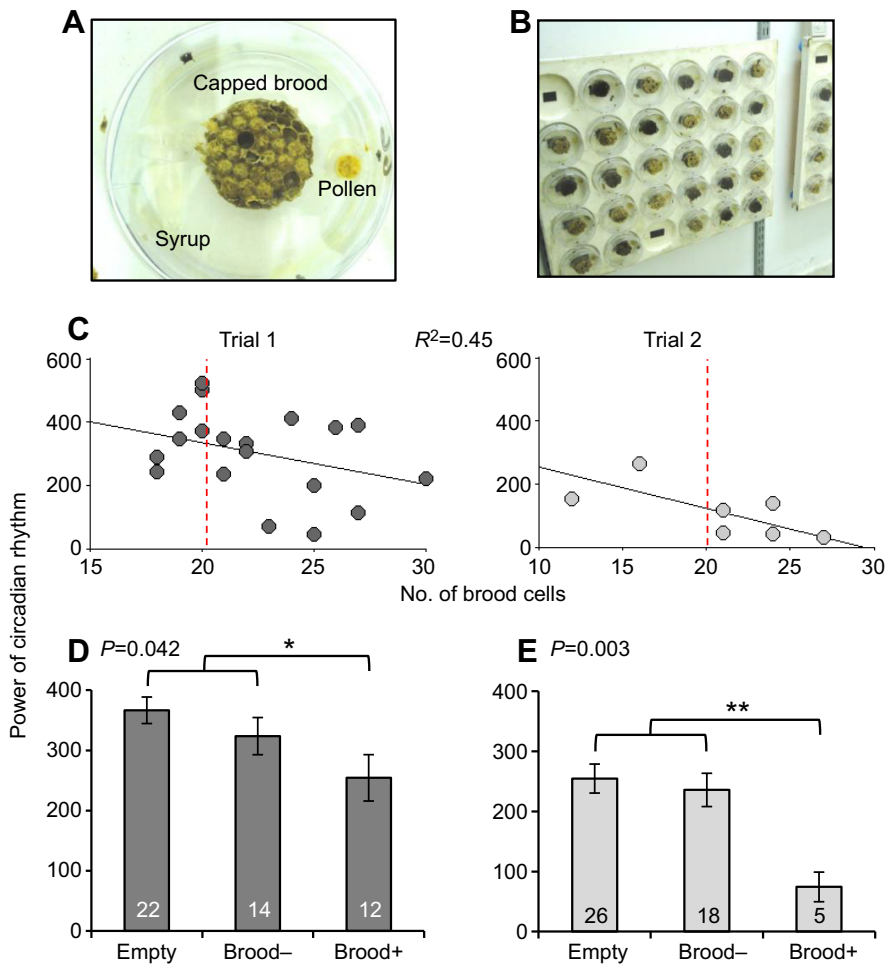 A
Capped brood
Pollen
Syrup
B
C
Trial 1
R²=0.45
Trial 2
600
400
200
0
15
20
25
30
600
400
200
0
10
15
20
25
30
No. of brood cells
Power of circadian rhythm
D
P=0.042
*
400
300
200
100
0
22
14
12
Empty
Brood–
Brood+
E
P=0.003
**
400
300
200
100
0
26
18
5
Empty
Brood–
Brood+